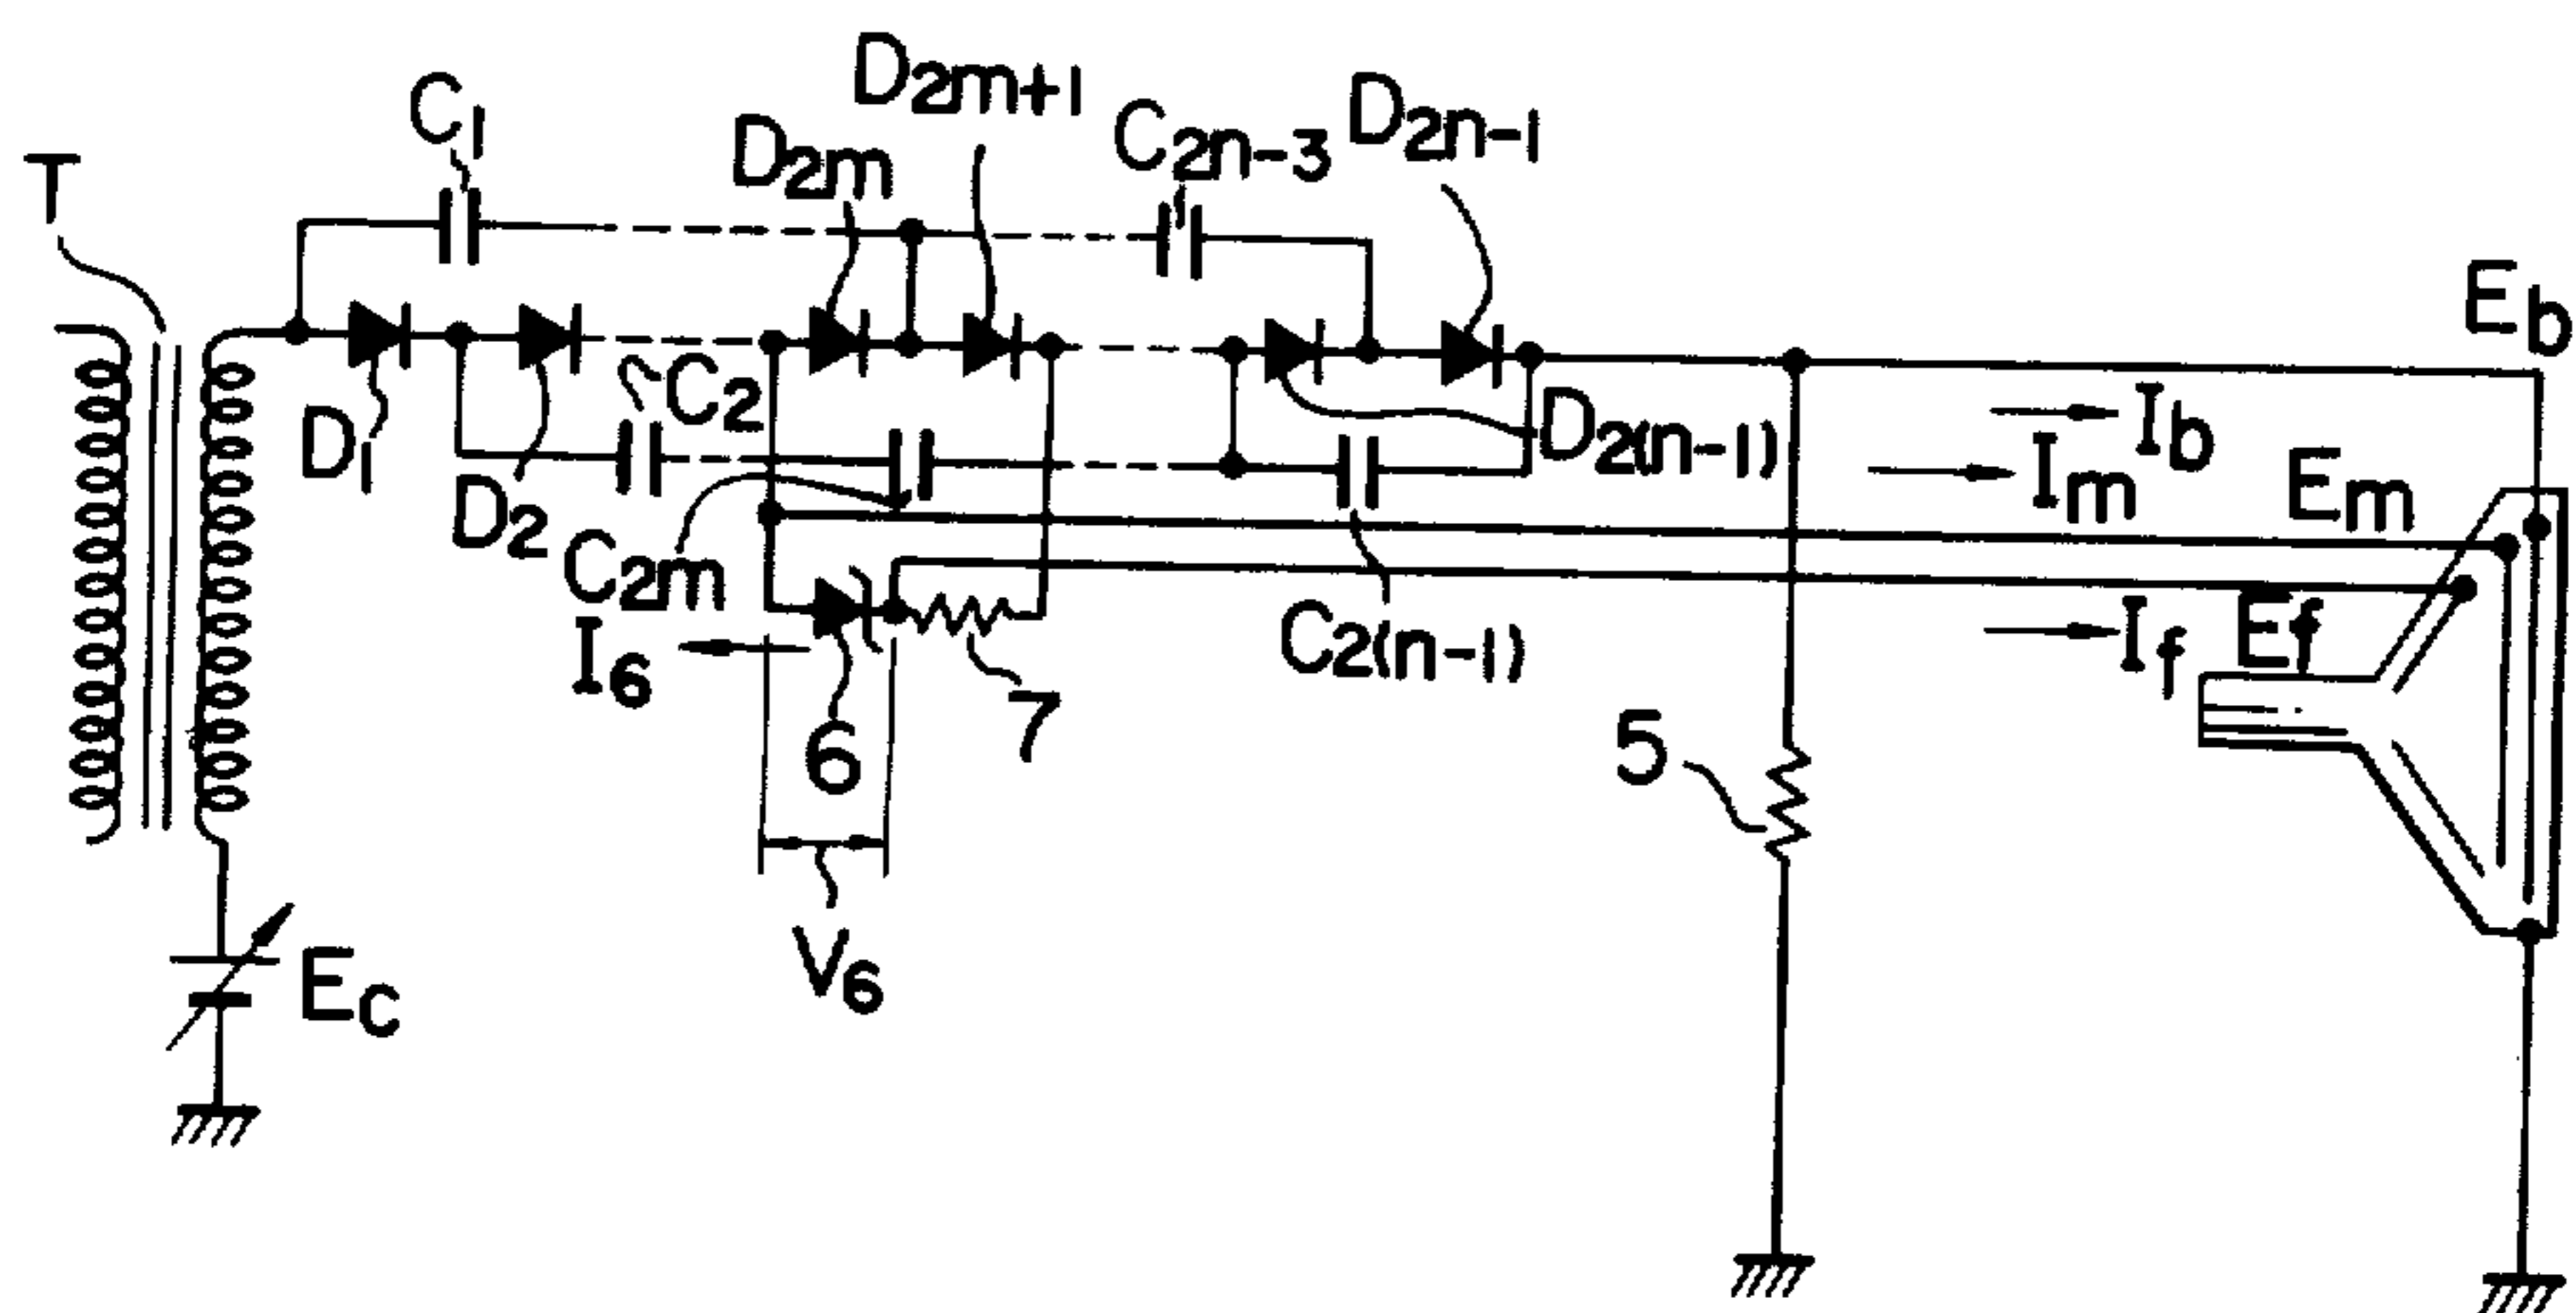 T
C1
D2m
D2m+1
C2n-3
D2n-1
Eb
D1
D2
C2
C2m
D2(n-1)
C2(n-1)
Ib
Im
Em
If
Ef
I6
6
7
5
V6
Ec